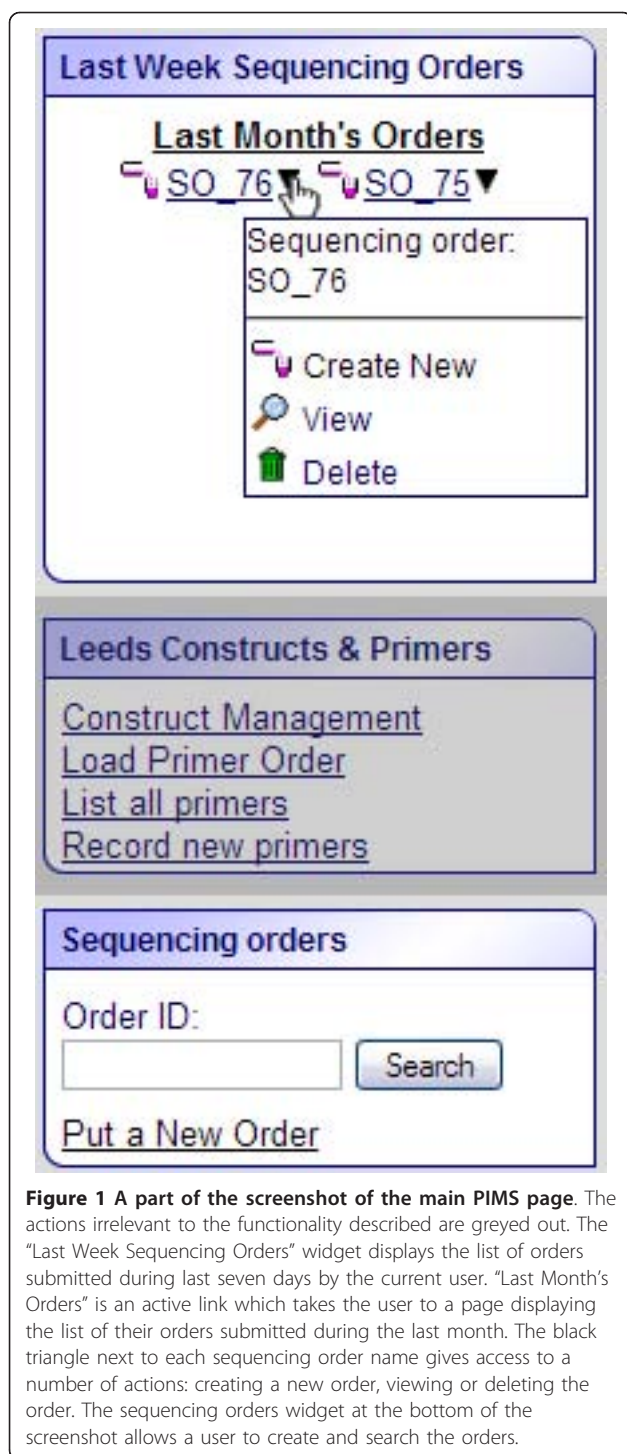 Last Week Sequencing Orders
Last Month's Orders
SO_76▼ SO_75▼
Sequencing order:
SO_76
Create New
View
Delete
Leeds Constructs & Primers
Construct Management
Load Primer Order
List all primers
Record new primers
Sequencing orders
Order ID:
Search
Put a New Order
Figure 1 A part of the screenshot of the main PIMS page. The
actions irrelevant to the functionality described are greyed out. The
"Last Week Sequencing Orders" widget displays the list of orders
submitted during last seven days by the current user. "Last Month's
Orders" is an active link which takes the user to a page displaying
the list of their orders submitted during the last month. The black
triangle next to each sequencing order name gives access to a
number of actions: creating a new order, viewing or deleting the
order. The sequencing orders widget at the bottom of the
screenshot allows a user to create and search the orders.